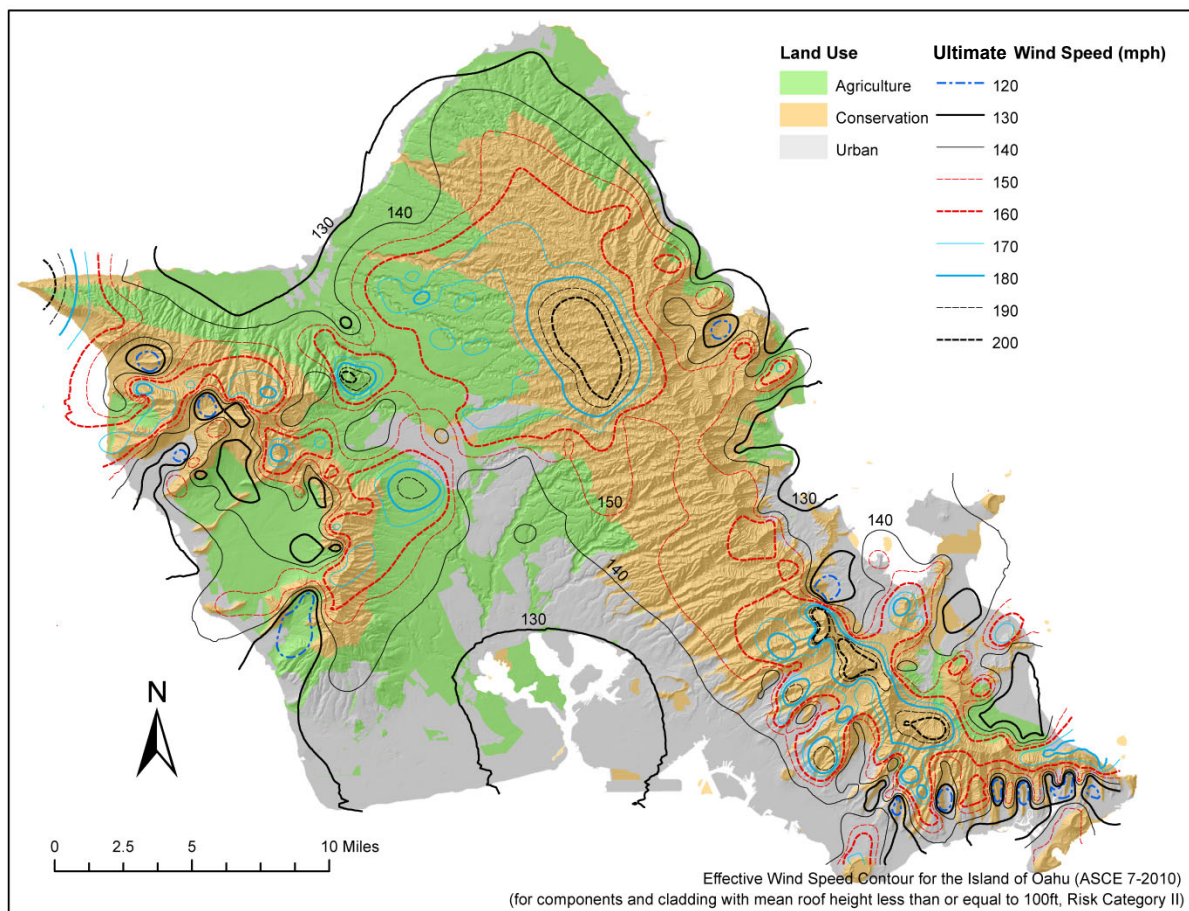 Land Use
Agriculture
Conservation
Urban
Ultimate Wind Speed (mph)
120
130
140
150
160
170
180
190
200
130
140
150
140
130
130
140
N
0 2.5 5 10 Miles
Effective Wind Speed Contour for the Island of Oahu (ASCE 7-2010)
(for components and cladding with mean roof height less than or equal to 100ft, Risk Category II)